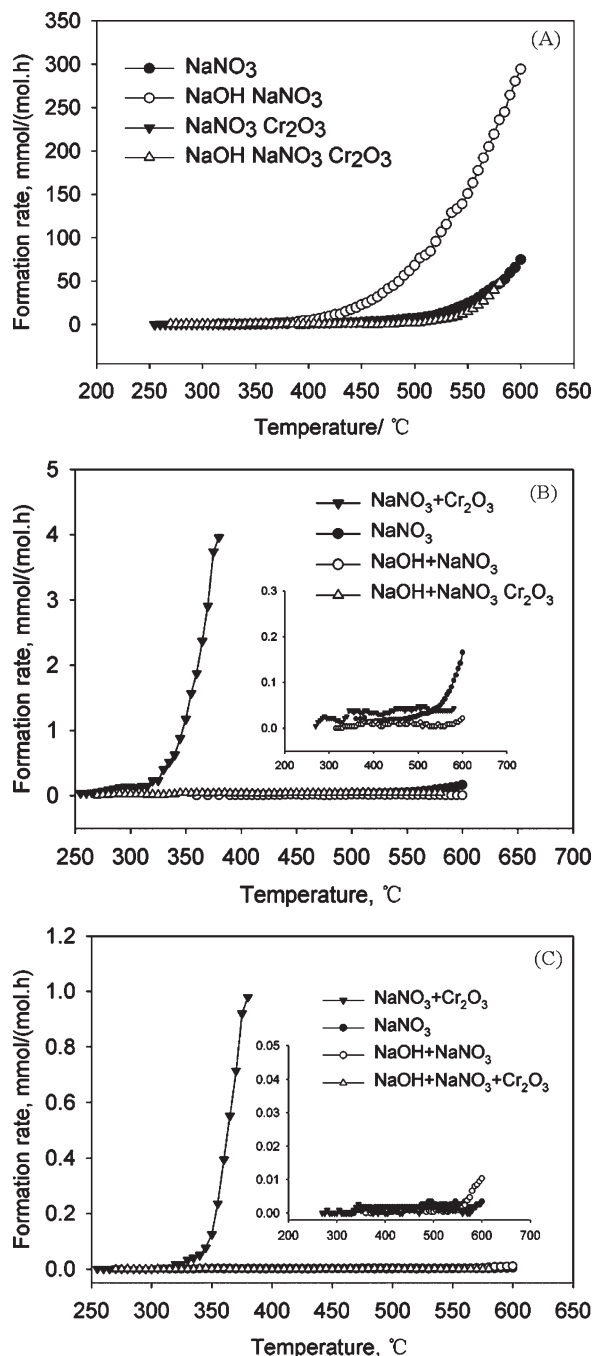 (A)
350
300
250
200
150
100
50
0
Formation rate, mmol/(mol.h)
NaNO3
NaOH NaNO3
NaNO3 Cr2O3
NaOH NaNO3 Cr2O3
200 250 300 350 400 450 500 550 600 650
Temperature/ ℃
(B)
5
4
3
2
1
0
Formation rate, mmol/(mol.h)
NaNO3+Cr2O3
NaNO3
NaOH+NaNO3
NaOH+NaNO3 Cr2O3
0.3
0.2
0.1
0.0
200 300 400 500 600 700
250 300 350 400 450 500 550 600 650 700
Temperature, ℃
(C)
1.2
1.0
0.8
0.6
0.4
0.2
0.0
Formation rate, mmol/(mol.h)
NaNO3+Cr2O3
NaNO3
NaOH+NaNO3
NaOH+NaNO3+Cr2O3
0.05
0.04
0.03
0.02
0.01
0.00
200 300 400 500 600 700
250 300 350 400 450 500 550 600 650
Temperature, ℃